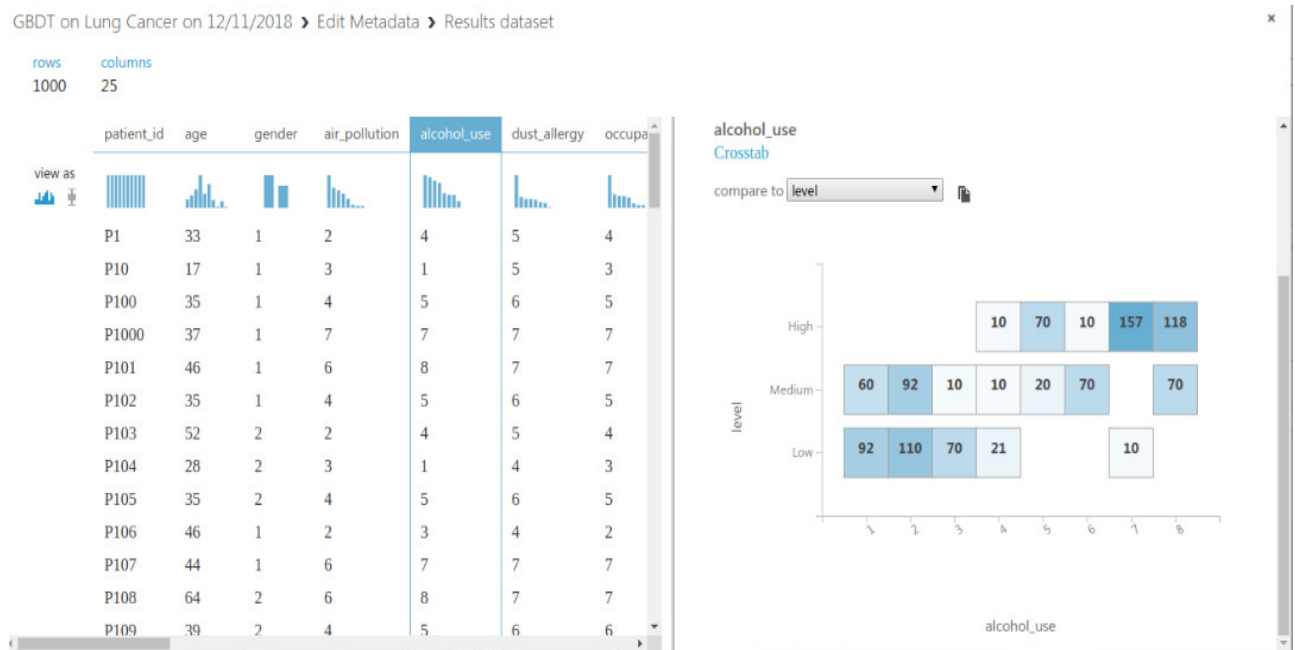 GBDT on Lung Cancer on 12/11/2018 ❯ Edit Metadata ❯ Results dataset
×
rows columns
1000 25
patient_id age gender air_pollution alcohol_use dust_allergy occupa
view as
P1 33 1 2 4 5 4
P10 17 1 3 1 5 3
P100 35 1 4 5 6 5
P1000 37 1 7 7 7 7
P101 46 1 6 8 7 7
P102 35 1 4 5 6 5
P103 52 2 2 4 5 4
P104 28 2 3 1 4 3
P105 35 2 4 5 6 5
P106 46 1 2 3 4 2
P107 44 1 6 7 7 7
P108 64 2 6 8 7 7
P109 39 2 4 5 6 6
alcohol_use
Crosstab
compare to level
High 10 70 10 157 118
Medium 60 92 10 10 20 70 70
Low 92 110 70 21 10
level
1 2 3 4 5 6 7 8
alcohol_use